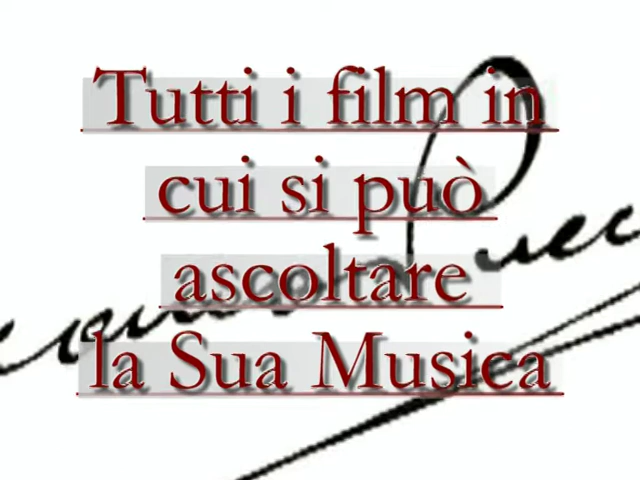 Tutti i film in
cui si può
ascoltare
la Sua Musica